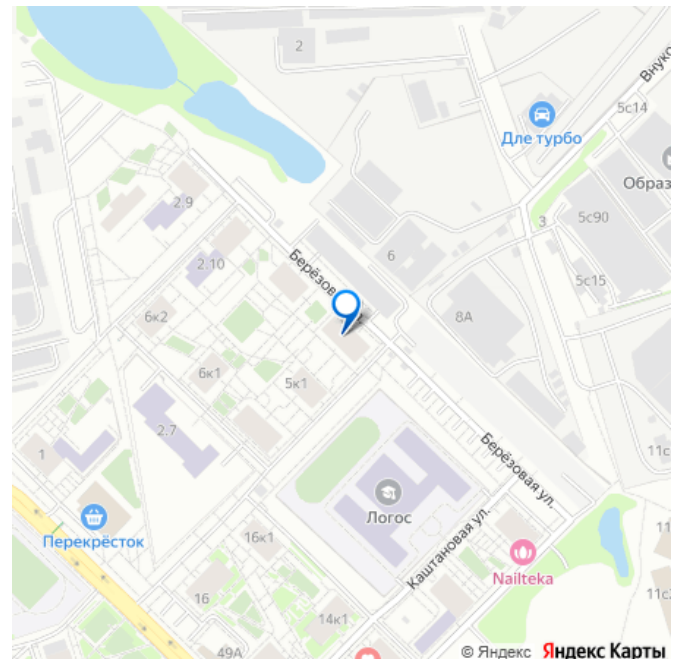 2
Внуко
5с14
Дле турбо
Образ
5с90
3
2.9
6
2.10
Берёзов
5с15
6к2
8А
6к1
5к1
2.7
Берёзовая ул.
11с
1
Логос
Перекрёсток
16к1
Каштановая ул.
11
Nailteka
16
14к1
11с2
49А
© Яндекс Яндекс Карты